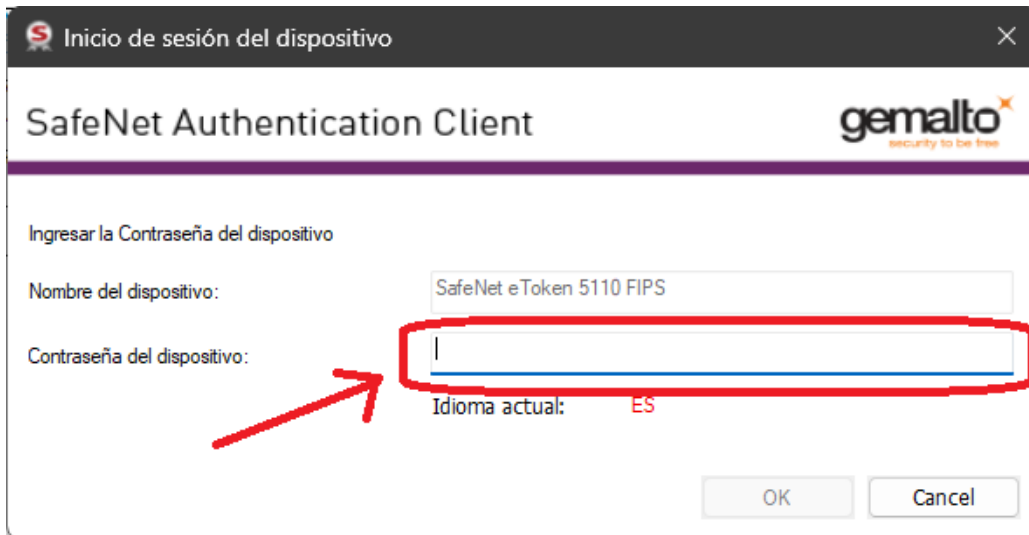 Inicio de sesión del dispositivo
SafeNet Authentication Client
gemalto
security to be free
Ingresar la Contraseña del dispositivo
Nombre del dispositivo: SafeNet eToken 5110 FIPS
Contraseña del dispositivo:
Idioma actual: ES
OK Cancel